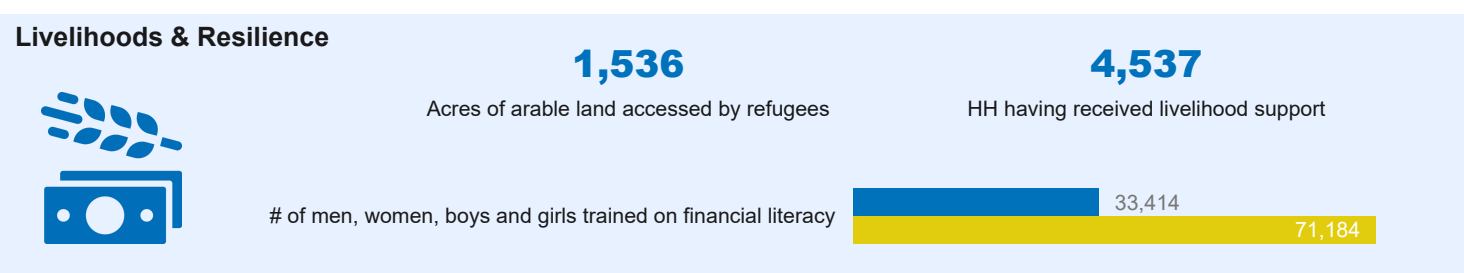 Livelihoods & Resilience
1,536
Acres of arable land accessed by refugees
4,537
HH having received livelihood support
# of men, women, boys and girls trained on financial literacy
33,414
71,184